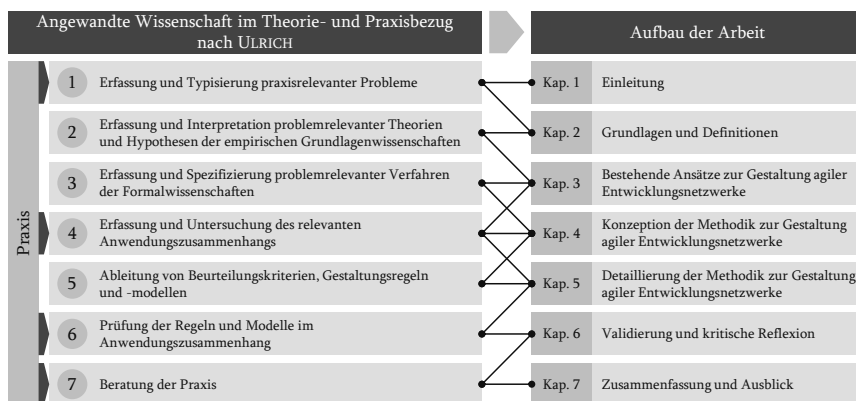 Angewandte Wissenschaft im Theorie- und Praxisbezug
nach ULRICH
Aufbau der Arbeit
Praxis
1 Erfassung und Typisierung praxisrelevanter Probleme
Kap. 1 Einleitung
2 Erfassung und Interpretation problemrelevanter Theorien
und Hypothesen der empirischen Grundlagenwissenschaften
Kap. 2 Grundlagen und Definitionen
3 Erfassung und Spezifizierung problemrelevanter Verfahren
der Formalwissenschaften
Kap. 3 Bestehende Ansätze zur Gestaltung agiler
Entwicklungsnetzwerke
4 Erfassung und Untersuchung des relevanten
Anwendungszusammenhangs
Kap. 4 Konzeption der Methodik zur Gestaltung
agiler Entwicklungsnetzwerke
5 Ableitung von Beurteilungskriterien, Gestaltungsregeln
und -modellen
Kap. 5 Detaillierung der Methodik zur Gestaltung
agiler Entwicklungsnetzwerke
6 Prüfung der Regeln und Modelle im
Anwendungszusammenhang
Kap. 6 Validierung und kritische Reflexion
7 Beratung der Praxis
Kap. 7 Zusammenfassung und Ausblick